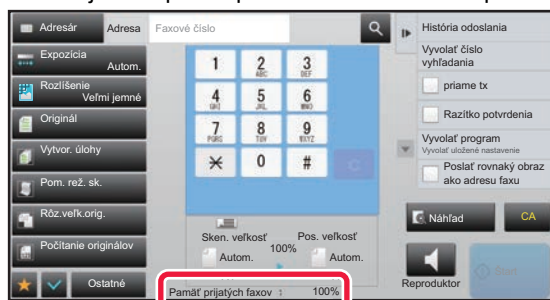 Adresár
Adresa
Faxové číslo
História odoslania
Expozícia
Autom.
Rozlíšenie
Veľmi jemné
Originál
Vytvor. úlohy
Pom. rež. sk.
Rôz.veľk.orig.
Počítanie originálov
Ostatné
1
2
ABC
3
DEF
4
GHI
5
JKL
6
MNO
7
PQRS
8
TUV
9
WXYZ
0
#
C
Sken. veľkosť
100%
Pos. veľkosť
Autom.
Autom.
Pamäť prijatých faxov :
100%
Vyvolať číslo
vyhľadania
priame tx
Razítko potvrdenia
Vyvolať program
Vyvolať uložené nastavenie
Poslať rovnaký obraz
ako adresu faxu
Náhľad
CA
Reproduktor
Start